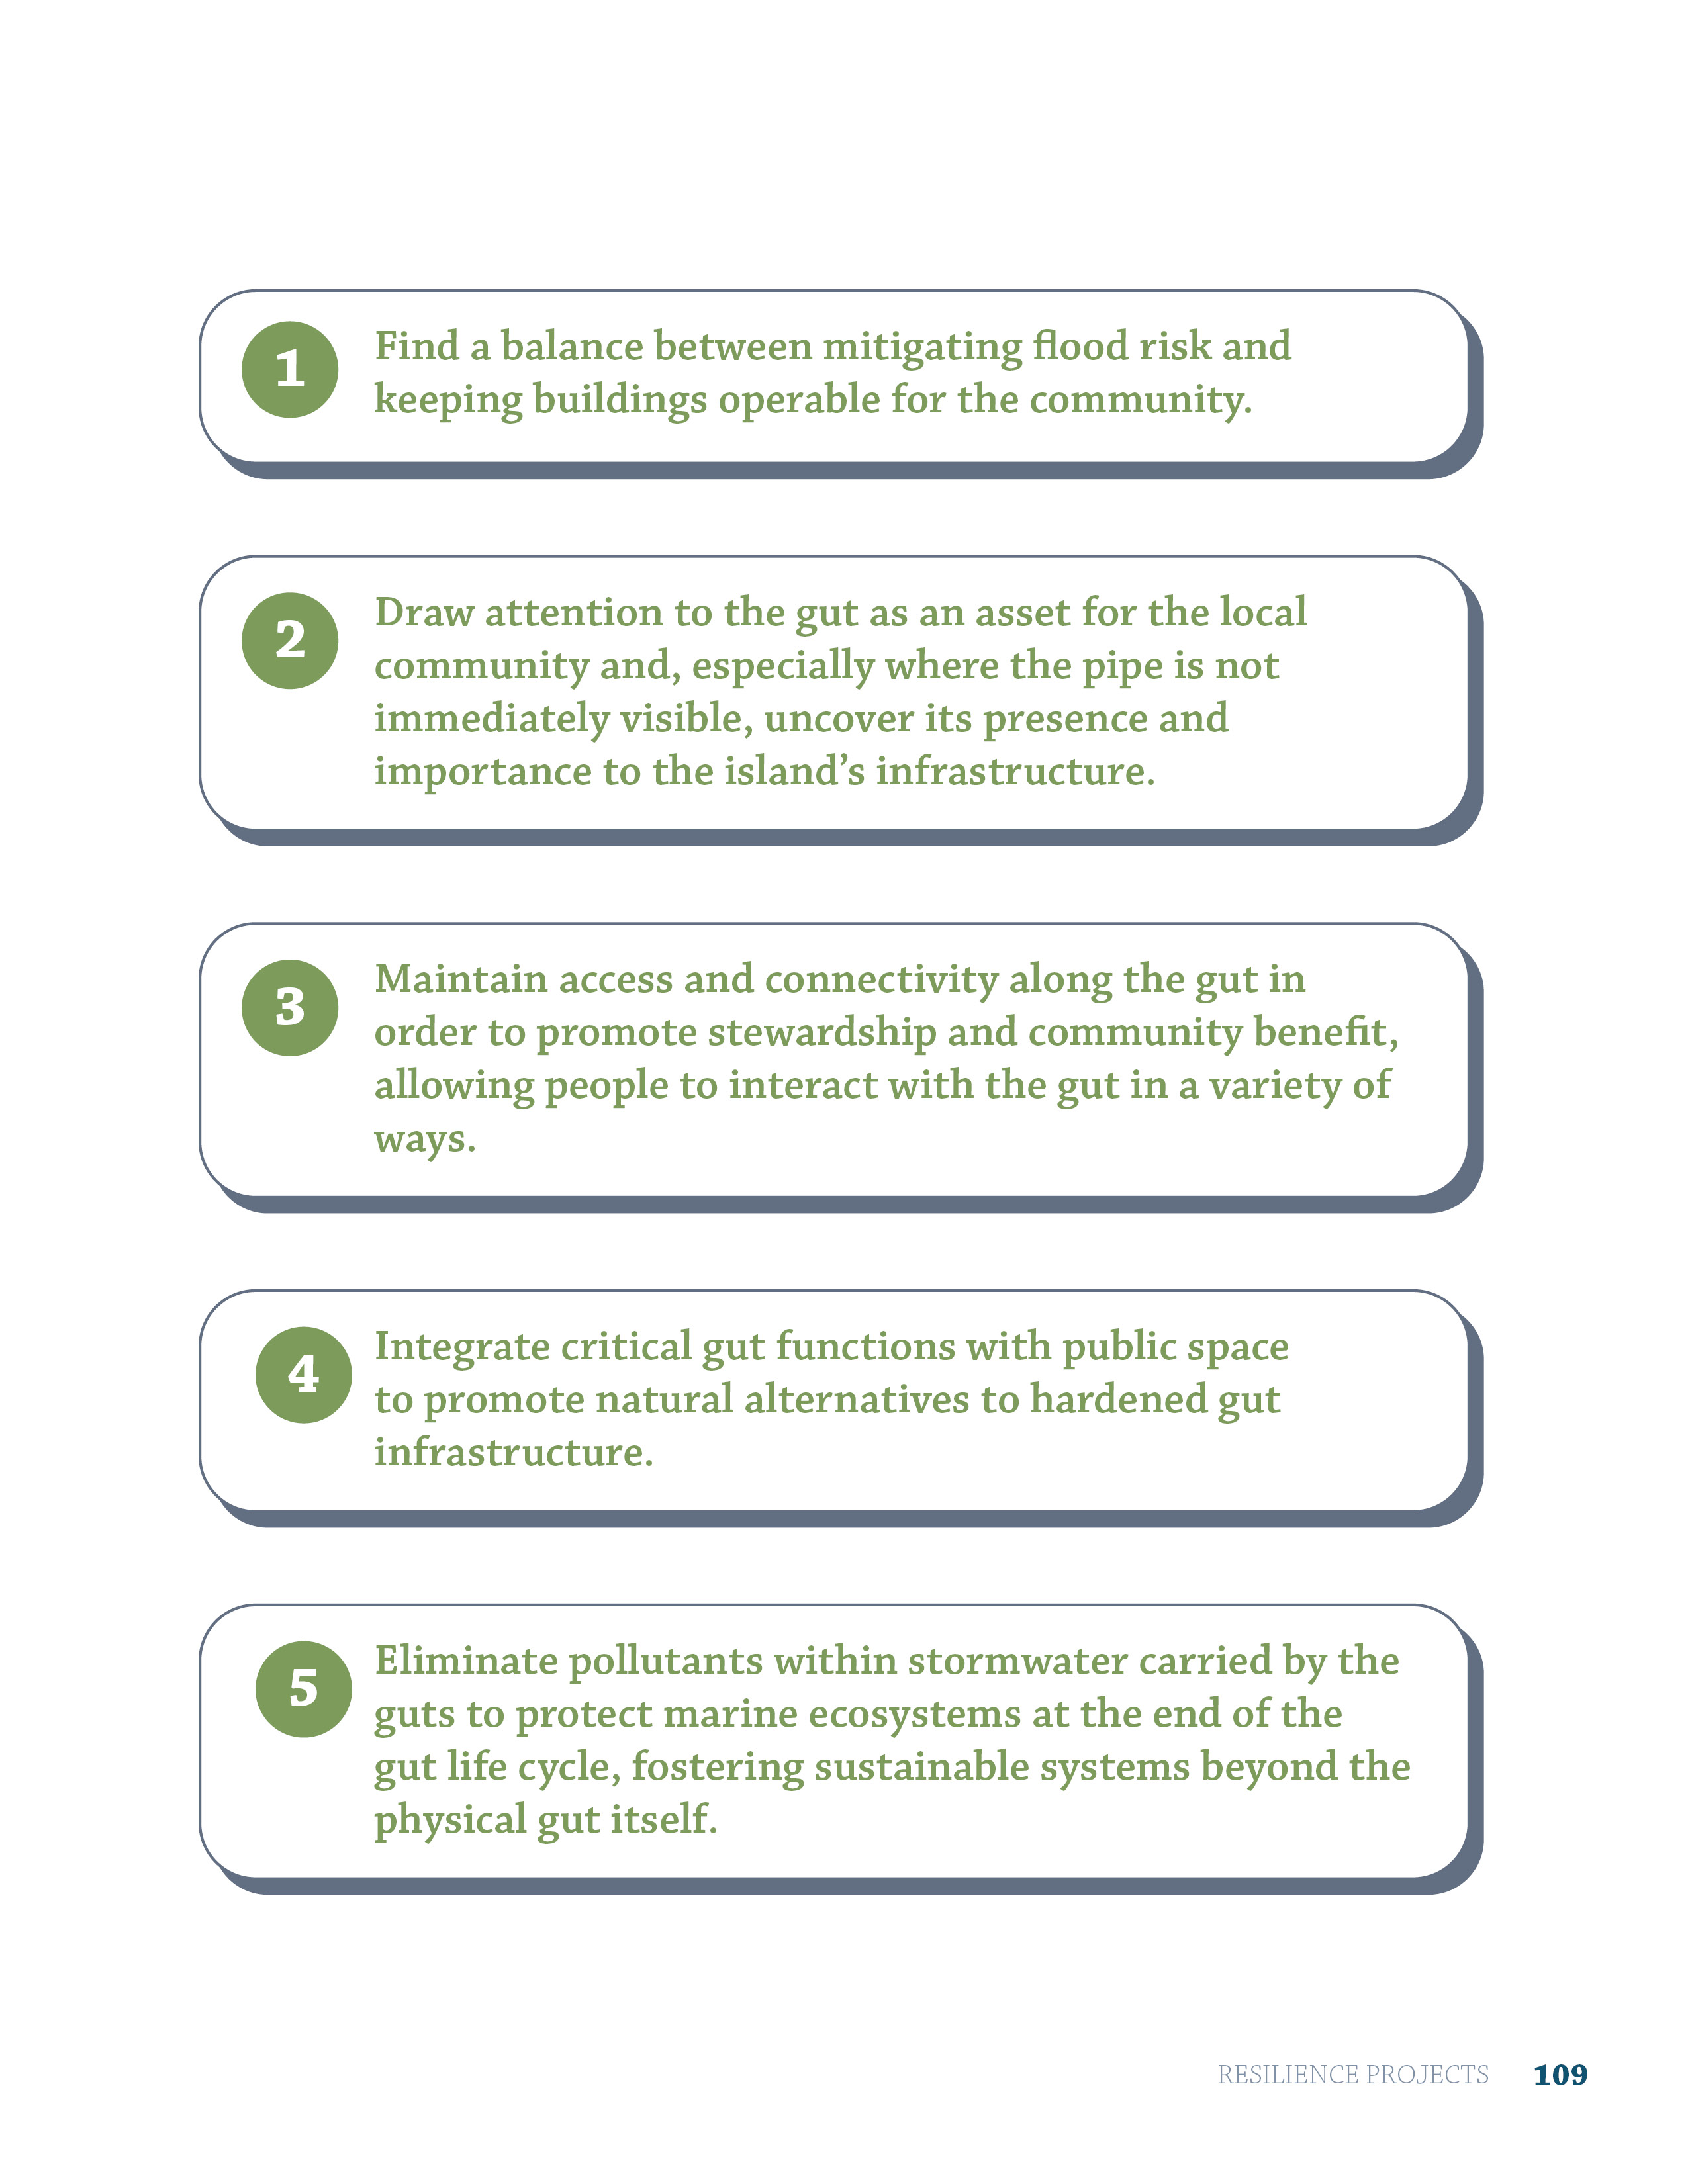 1
Find a balance between mitigating flood risk and
keeping buildings operable for the community.
2
Draw attention to the gut as an asset for the local
community and, especially where the pipe is not
immediately visible, uncover its presence and
importance to the island’s infrastructure.
3
Maintain access and connectivity along the gut in
order to promote stewardship and community benefit,
allowing people to interact with the gut in a variety of
ways.
4
Integrate critical gut functions with public space
to promote natural alternatives to hardened gut
infrastructure.
5
Eliminate pollutants within stormwater carried by the
guts to protect marine ecosystems at the end of the
gut life cycle, fostering sustainable systems beyond the
physical gut itself.
RESILIENCE PROJECTS 109